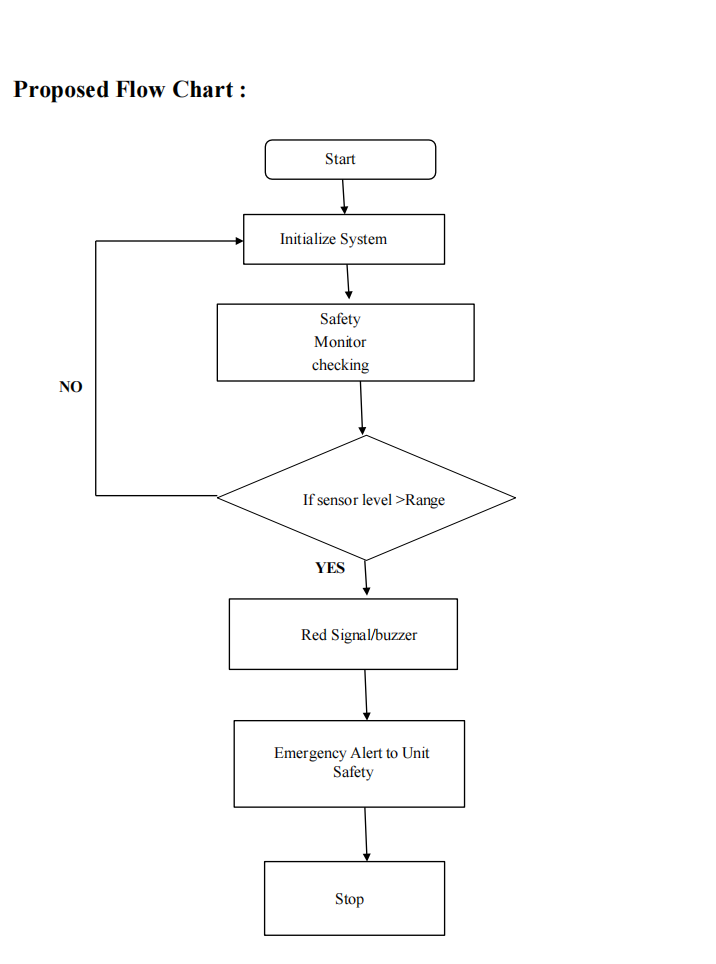 Proposed Flow Chart :
Start
Initialize System
Safety
Monitor
checking
NO
If sensor level >Range
YES
Red Signal/buzzer
Emergency Alert to Unit
Safety
Stop